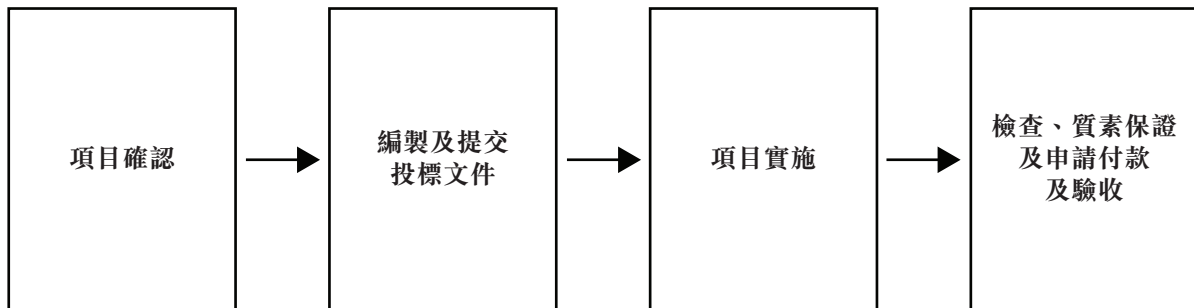 項目確認
編製及提交
投標文件
項目實施
檢查、質素保證
及申請付款
及驗收